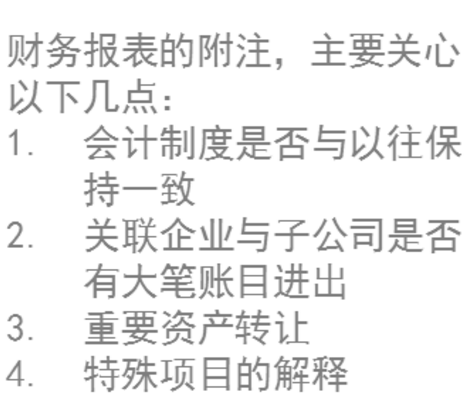 财务报表的附注，主要关心
以下几点：
1. 会计制度是否与以往保
持一致
2. 关联企业与子公司是否
有大笔账目进出
3. 重要资产转让
4. 特殊项目的解释